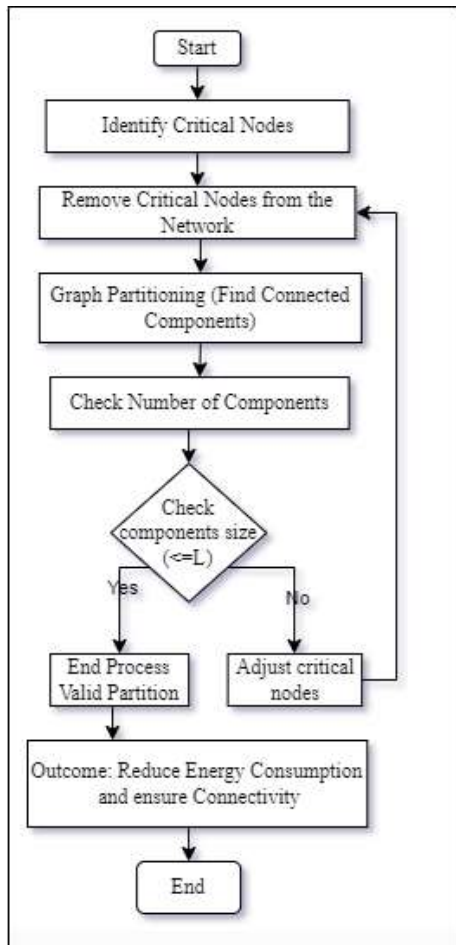 Start
Identify Critical Nodes
Remove Critical Nodes from the
Network
Graph Partitioning (Find Connected
Components)
Check Number of Components
Check
components size
(<=L)
Yes
No
End Process
Valid Partition
Adjust critical
nodes
Outcome: Reduce Energy Consumption
and ensure Connectivity
End